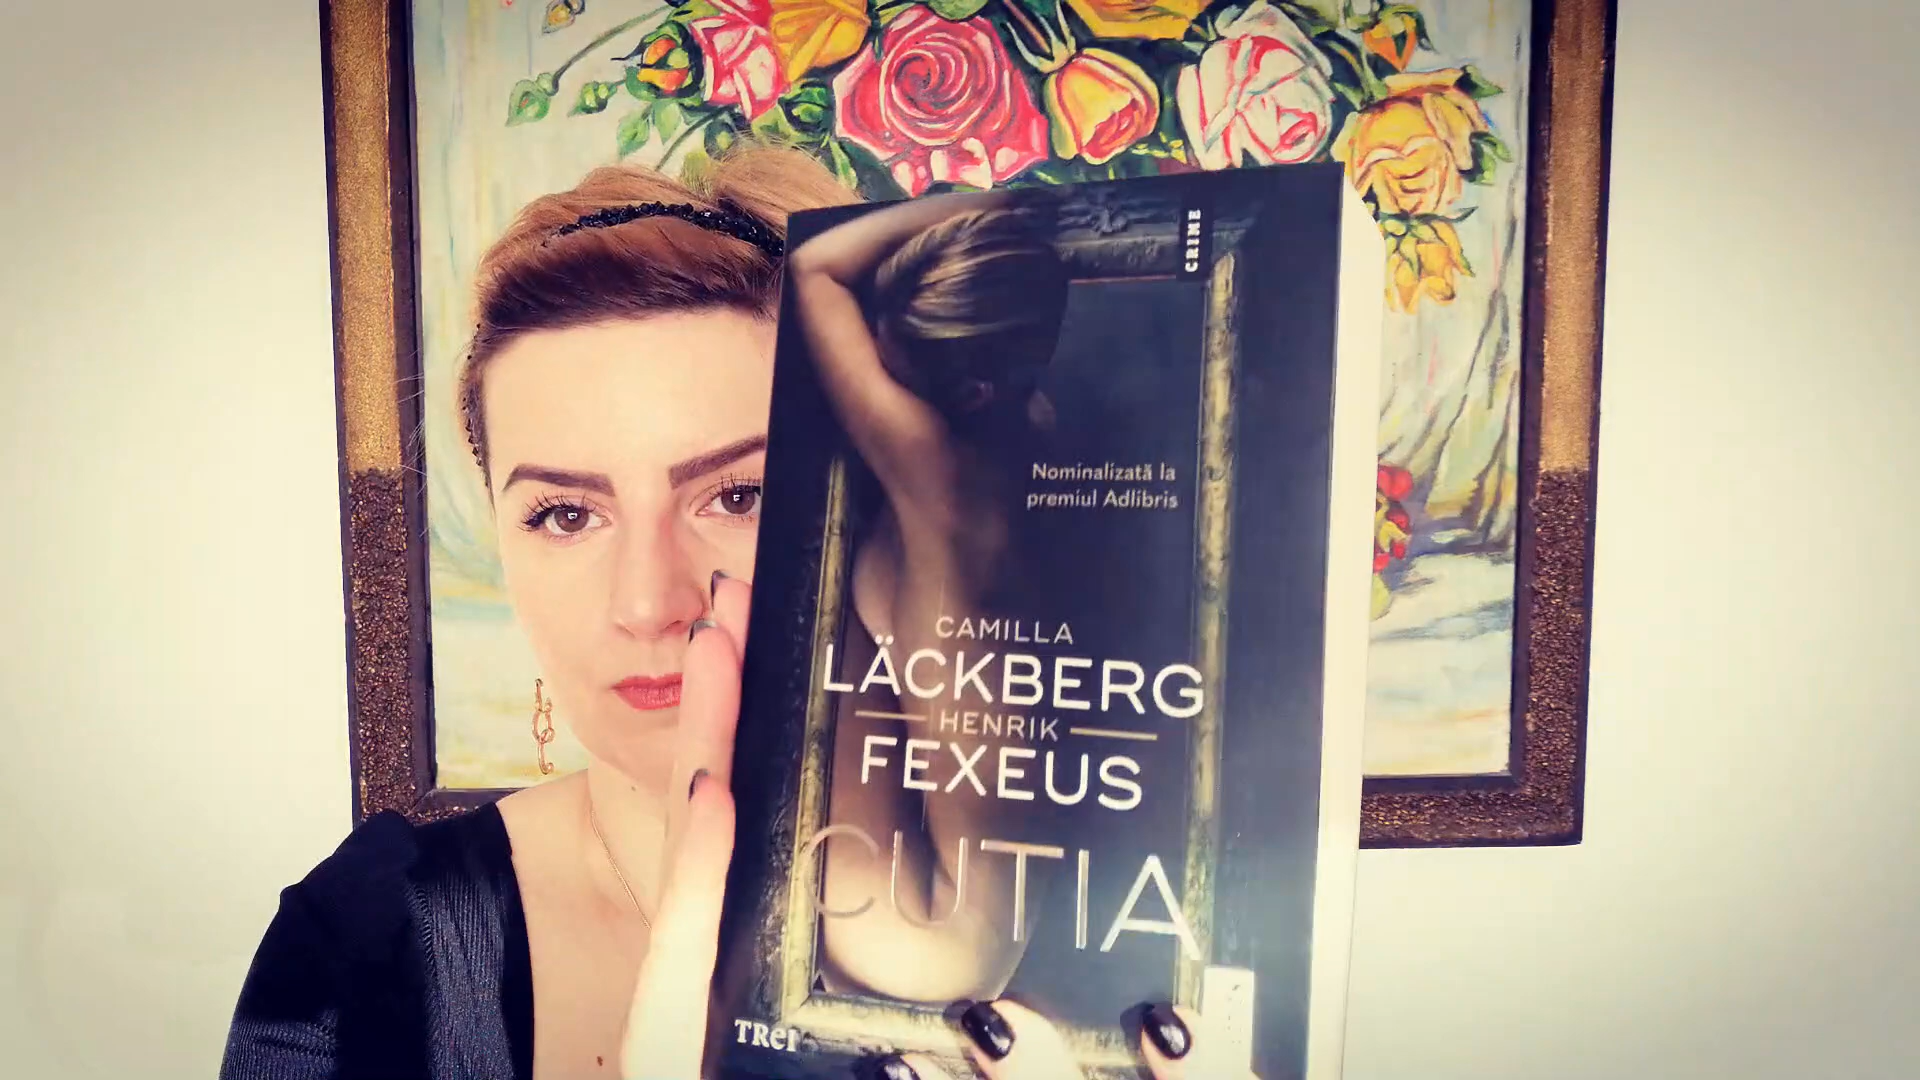 CRIME
Nominalizată la
premiul Adlibris
CAMILLA
LÄCKBERG
HENRIK
FEXEUS
CUTIA
TREI